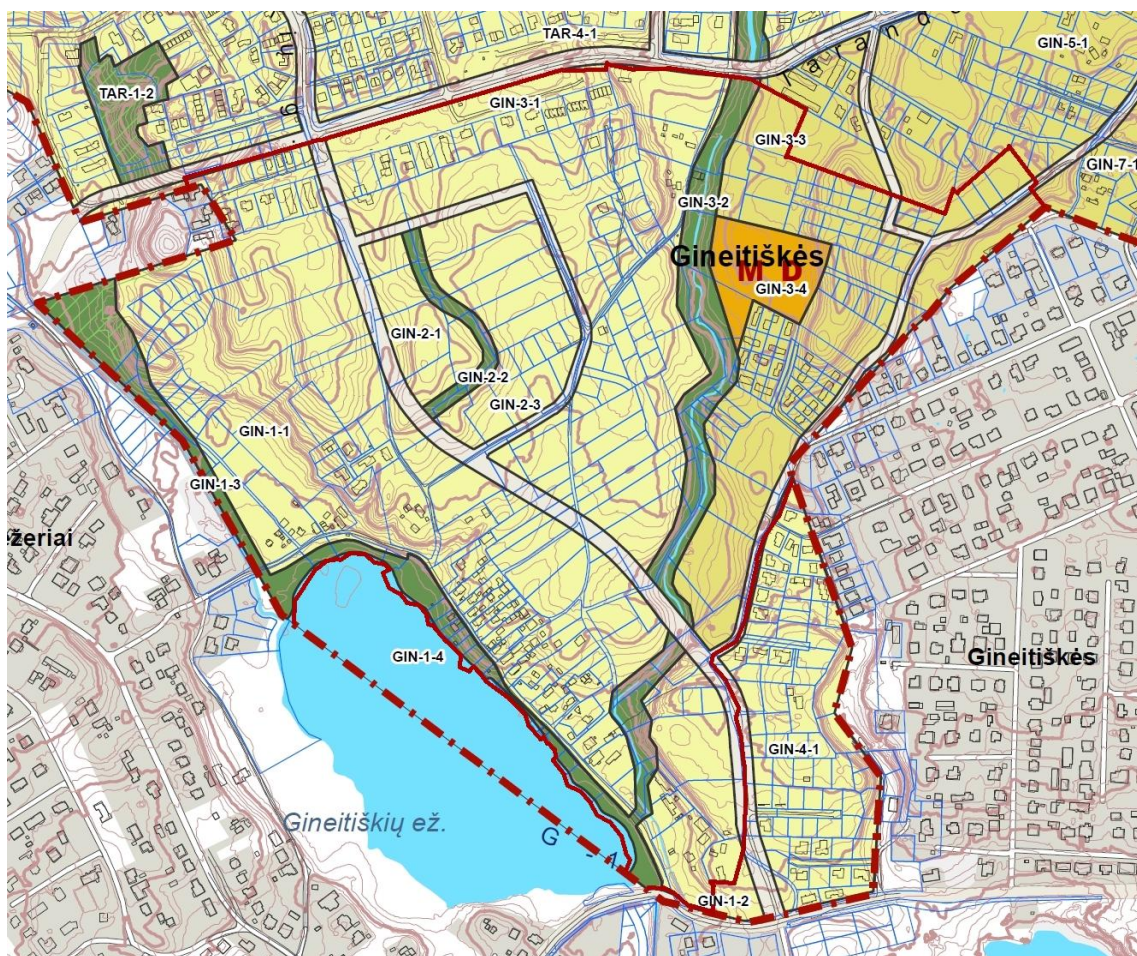 TAR-4-1
GIN-5-1
TAR-1-2
GIN-3-1
GIN-3-3
GIN-7-1
GIN-3-2
Gineitiškės
M D
GIN-3-4
GIN-2-1
GIN-2-2
GIN-2-3
GIN-1-1
GIN-1-3
ežeriai
GIN-1-4
Gineitiškės
GIN-4-1
Gineitiškių ež.
G
GIN-1-2